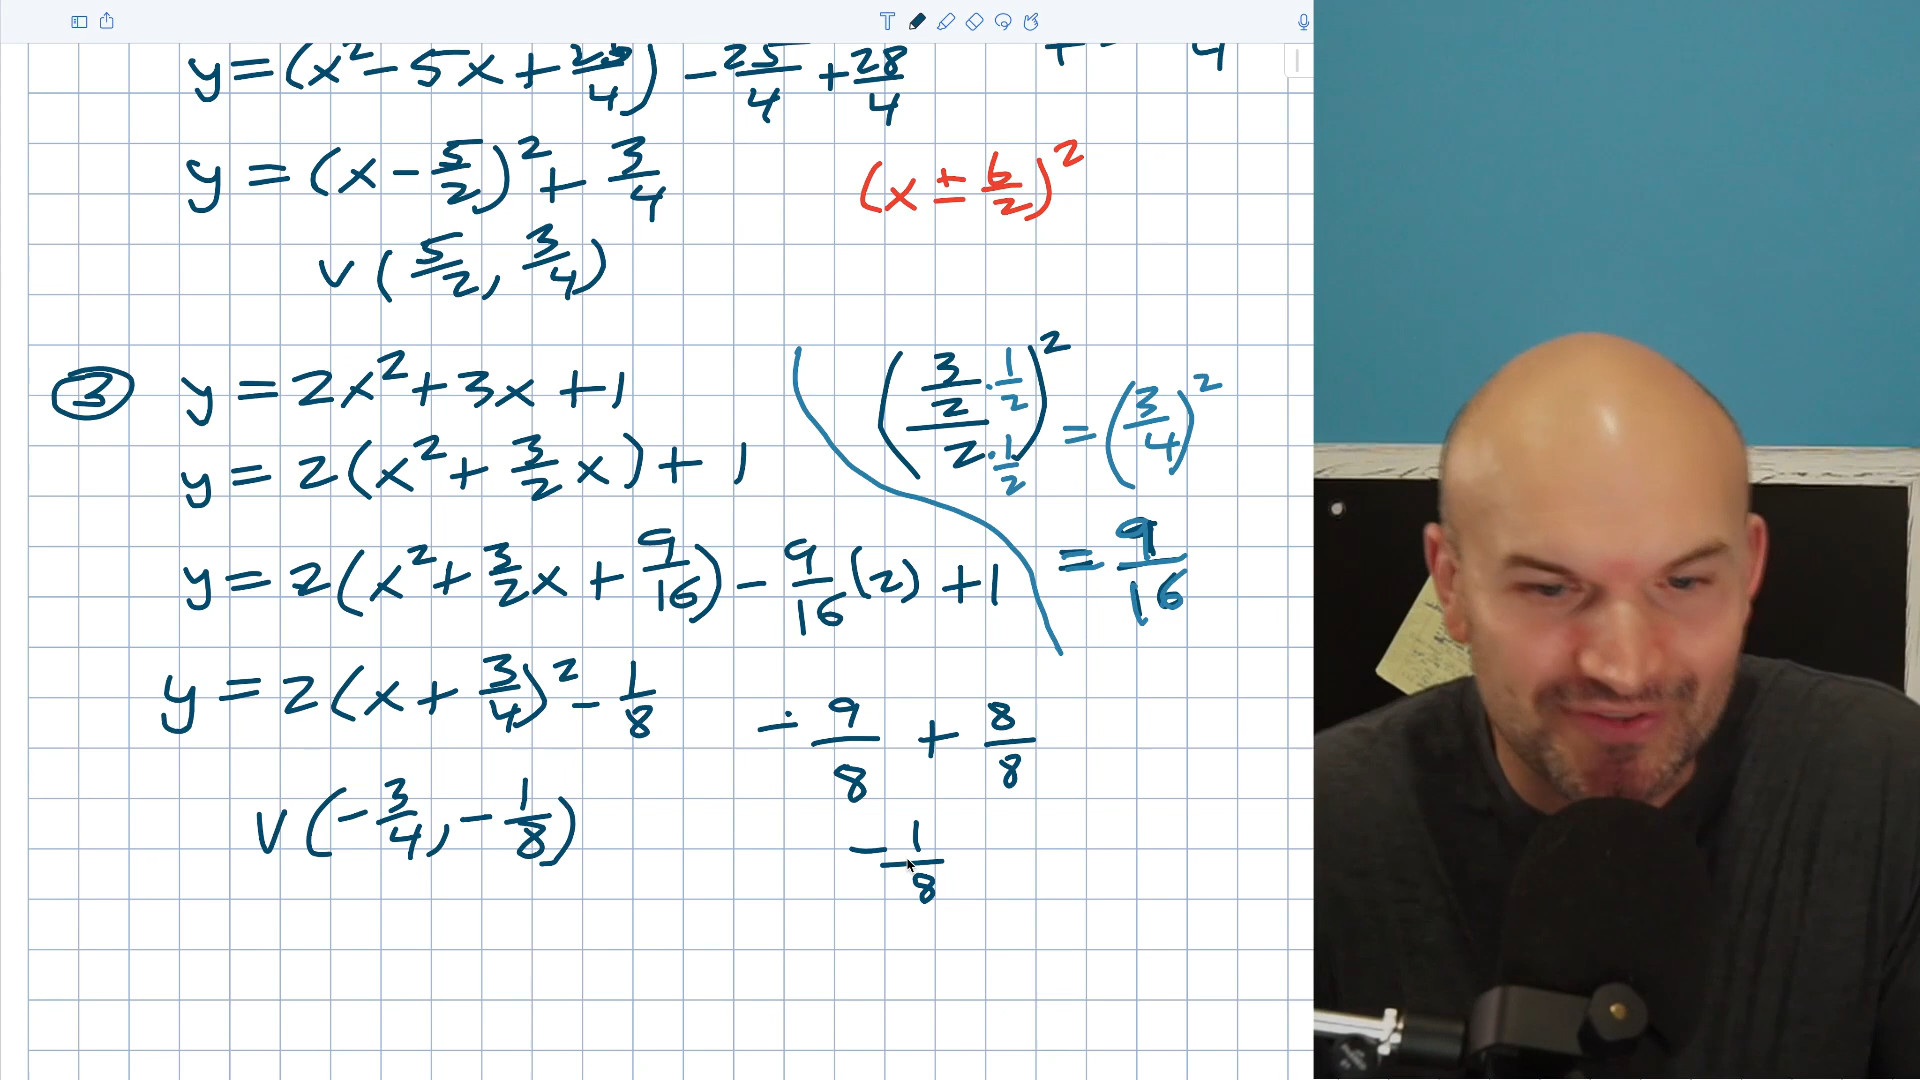 y=(x²-5x+25/4)-25/4+28/4
4
y=(x-5/2)²+3/4
(x±b/2)²
V(5/2,3/4)
③ y=2x²+3x+1
((3/2·1/2)/(2·1/2))²=(3/4)²
y=2(x²+3/2x)+1
y=2(x²+3/2x+9/16)-9/16(2)+1
=9/16
y=2(x+3/4)²-1/8
-9/8+8/8
V(-3/4,-1/8)
-1/8